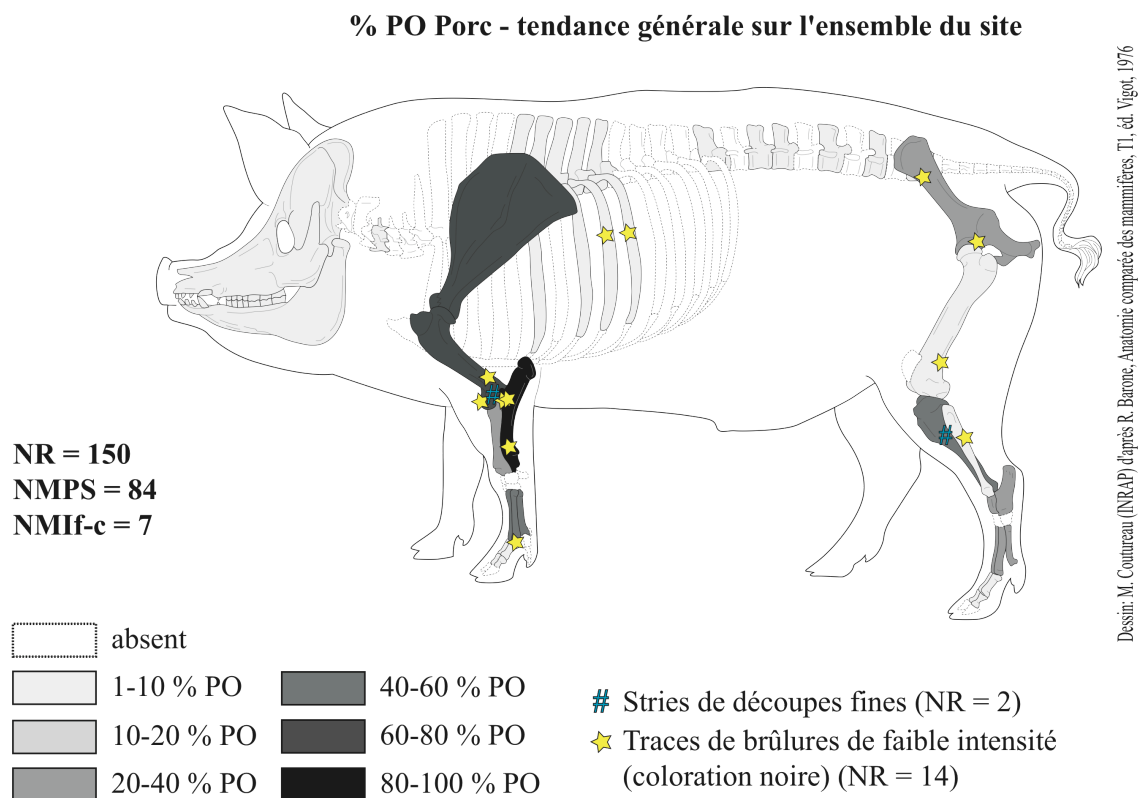 % PO Porc - tendance générale sur l'ensemble du site
Dessin: M. Coutureau (INRAP) d'après R. Barone, Anatomie comparée des mammifères, T1, éd. Vigot, 1976
NR = 150
NMPS = 84
NMIf-c = 7
absent
1-10 % PO
10-20 % PO
20-40 % PO
40-60 % PO
60-80 % PO
80-100 % PO
# Stries de découpes fines (NR = 2)
Traces de brûlures de faible intensité
(coloration noire) (NR = 14)